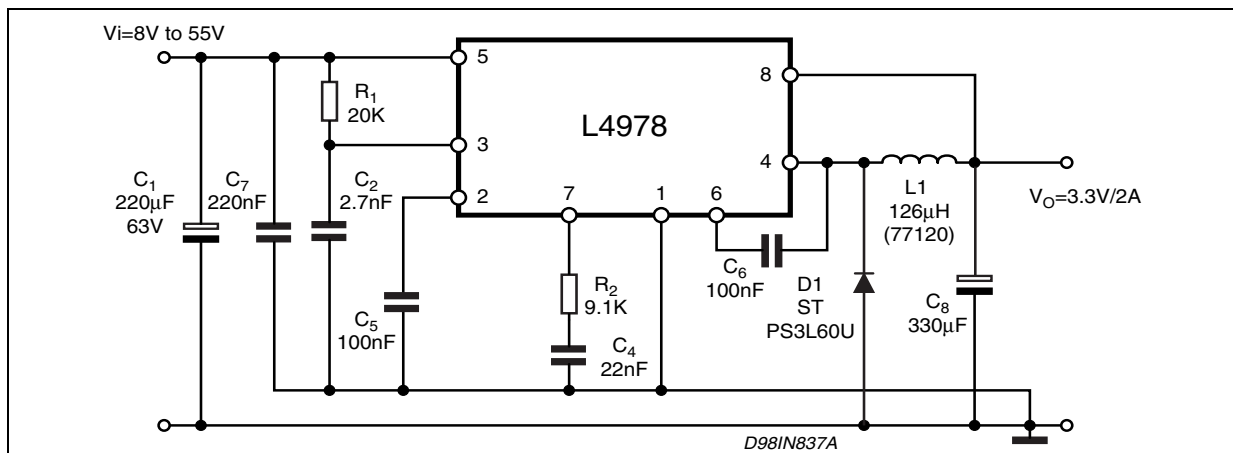 Vi=8V to 55V
5
8
R1
20K
L4978
3
4
C1
220µF
63V
C7
220nF
C2
2.7nF
2
7
1
6
L1
126µH
(77120)
VO=3.3V/2A
C5
100nF
R2
9.1K
C4
22nF
C6
100nF
D1
ST
PS3L60U
C8
330µF
D98IN837A